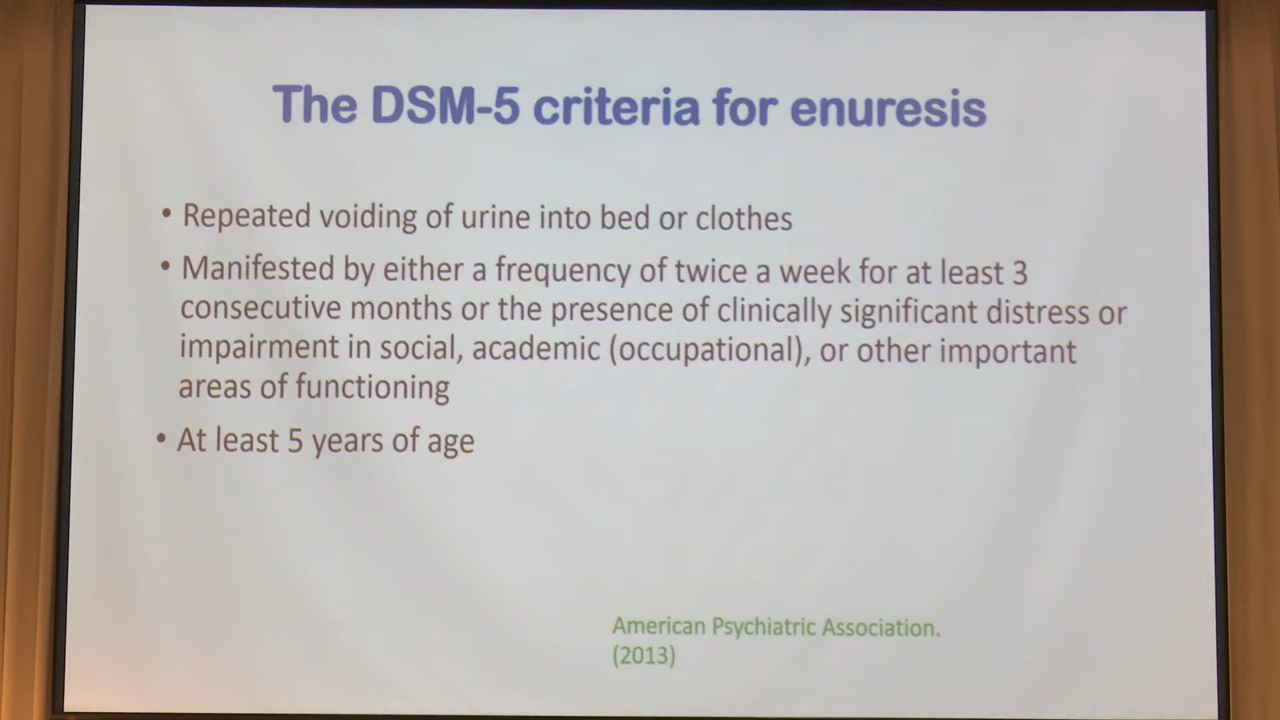 The DSM-5 criteria for enuresis
• Repeated voiding of urine into bed or clothes
• Manifested by either a frequency of twice a week for at least 3
consecutive months or the presence of clinically significant distress or
impairment in social, academic (occupational), or other important
areas of functioning
• At least 5 years of age
American Psychiatric Association.
(2013)